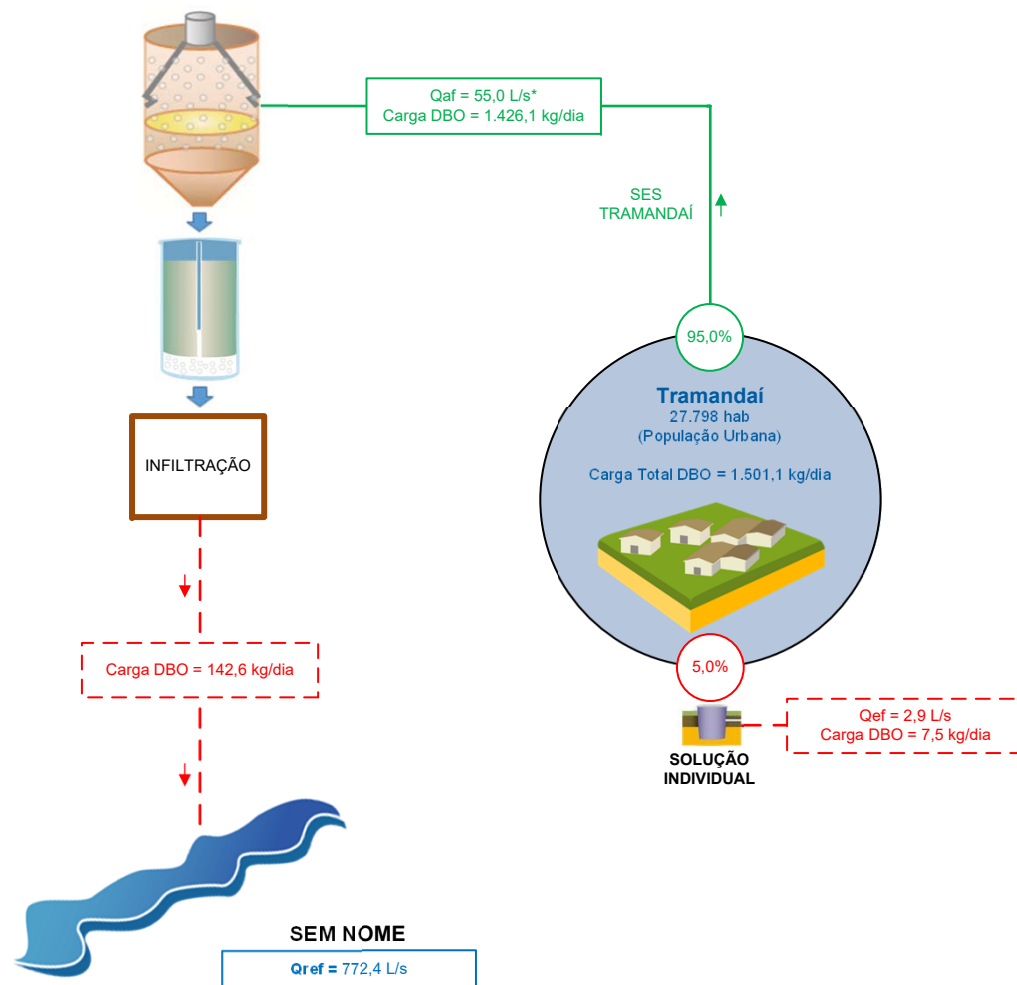 Qaf = 55,0 L/s*
Carga DBO = 1.426,1 kg/dia
SES
TRAMANDAÍ
95,0%
Tramandaí
27.798 hab
(População Urbana)
Carga Total DBO = 1.501,1 kg/dia
INFILTRAÇÃO
Carga DBO = 142,6 kg/dia
5,0%
Qef = 2,9 L/s
Carga DBO = 7,5 kg/dia
SOLUÇÃO
INDIVIDUAL
SEM NOME
Qref = 772,4 L/s